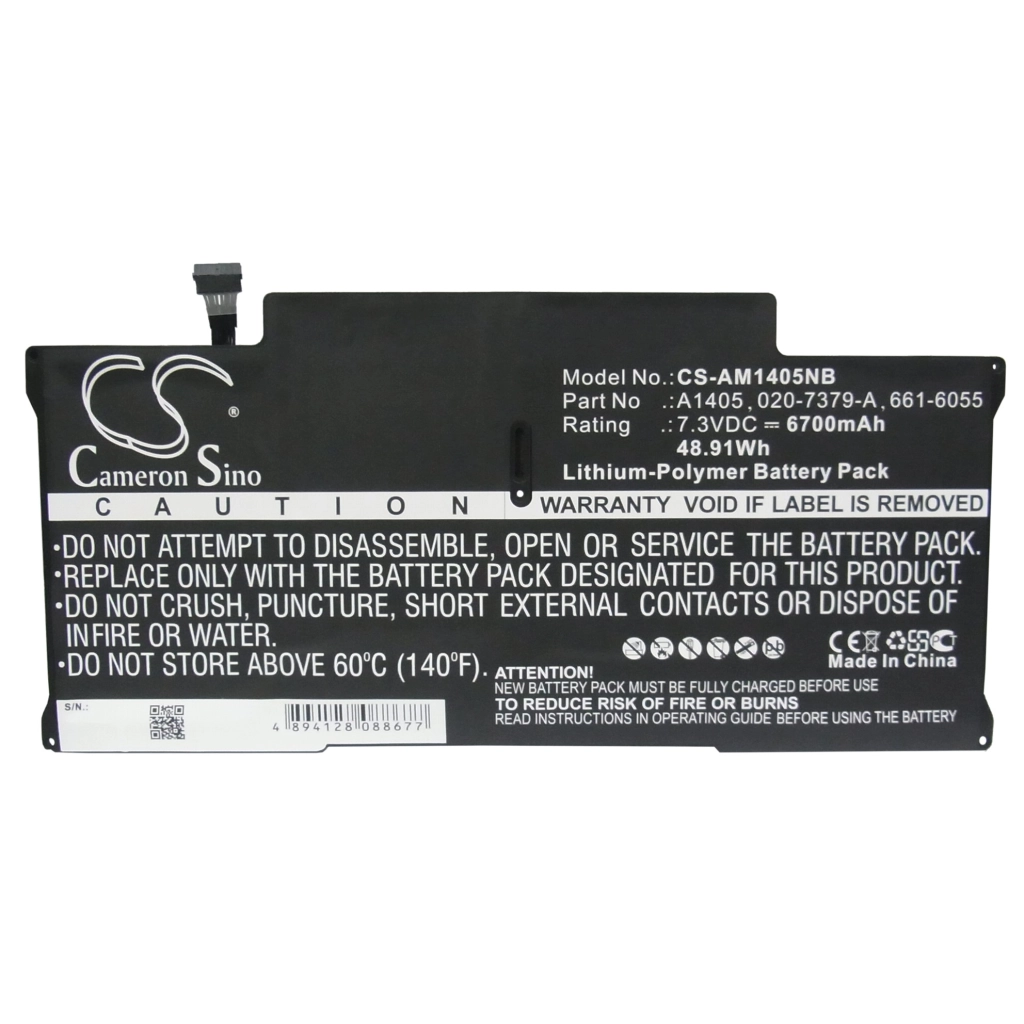 CS ®
Cameron Sino
Model No.:CS-AM1405NB
Part No .:A1405, 020-7379-A, 661-6055
Rating .:7.3VDC ⎓ 6700mAh
48.91Wh
Lithium-Polymer Battery Pack
CAUTION
WARRANTY VOID IF LABEL IS REMOVED
•DO NOT ATTEMPT TO DISASSEMBLE, OPEN OR SERVICE THE BATTERY PACK.
•REPLACE ONLY WITH THE BATTERY PACK DESIGNATED FOR THIS PRODUCT.
•DO NOT CRUSH, PUNCTURE, SHORT EXTERNAL CONTACTS OR DISPOSE OF
INFIRE OR WATER.
•DO NOT STORE ABOVE 60ºC (140ºF).
CE
Made In China
ATTENTION!
NEW BATTERY PACK MUST BE FULLY CHARGED BEFORE USE
TO REDUCE RISK OF FIRE OR BURNS
READ INSTRUCTIONS IN OPERATING GUIDE BEFORE USING THE BATTERY
S/N.:
4 894128 088677